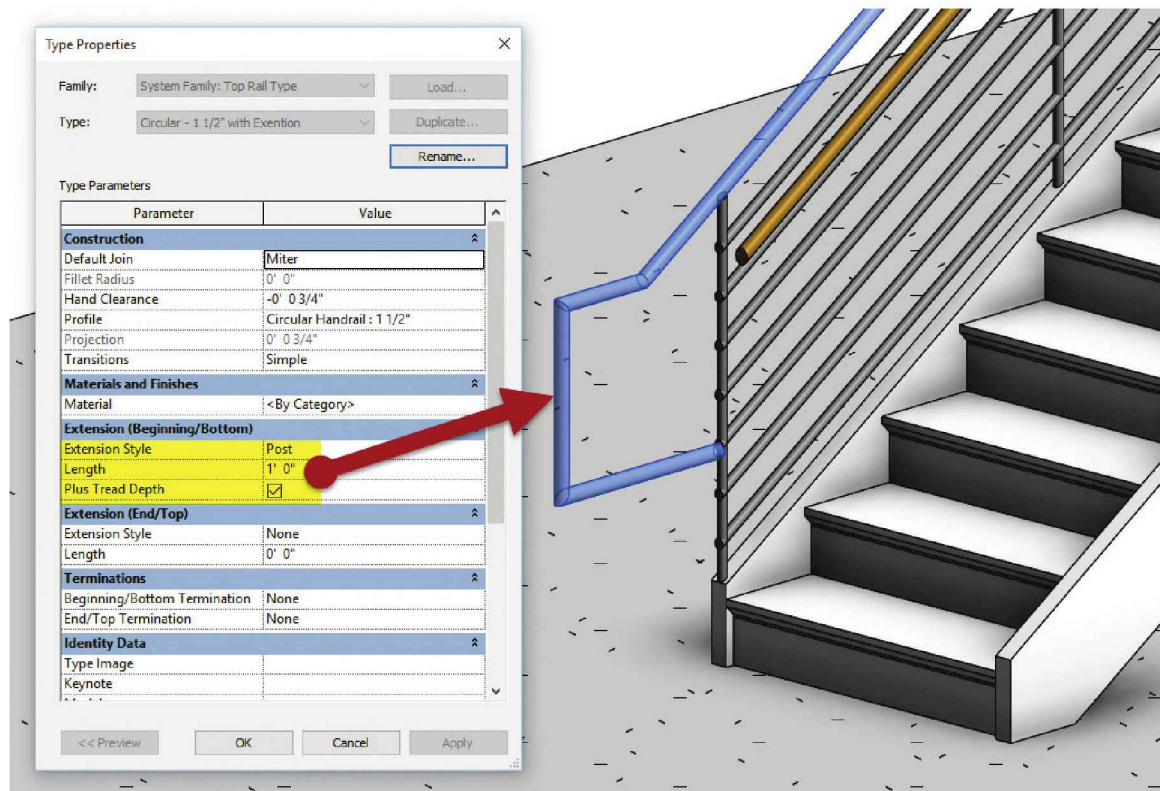 Type Properties
Family: System Family: Top Rail Type Load...
Type: Circular - 1 1/2" with Exention Duplicate...
Rename...
Type Parameters
Parameter Value
Construction
Default Join Miter
Fillet Radius 0' 0"
Hand Clearance -0' 0 3/4"
Profile Circular Handrail : 1 1/2"
Projection 0' 0 3/4"
Transitions Simple
Materials and Finishes
Material <By Category>
Extension (Beginning/Bottom)
Extension Style Post
Length 1' 0"
Plus Tread Depth
Extension (End/Top)
Extension Style None
Length 0' 0"
Terminations
Beginning/Bottom Termination None
End/Top Termination None
Identity Data
Type Image
Keynote
<< Preview OK Cancel Apply